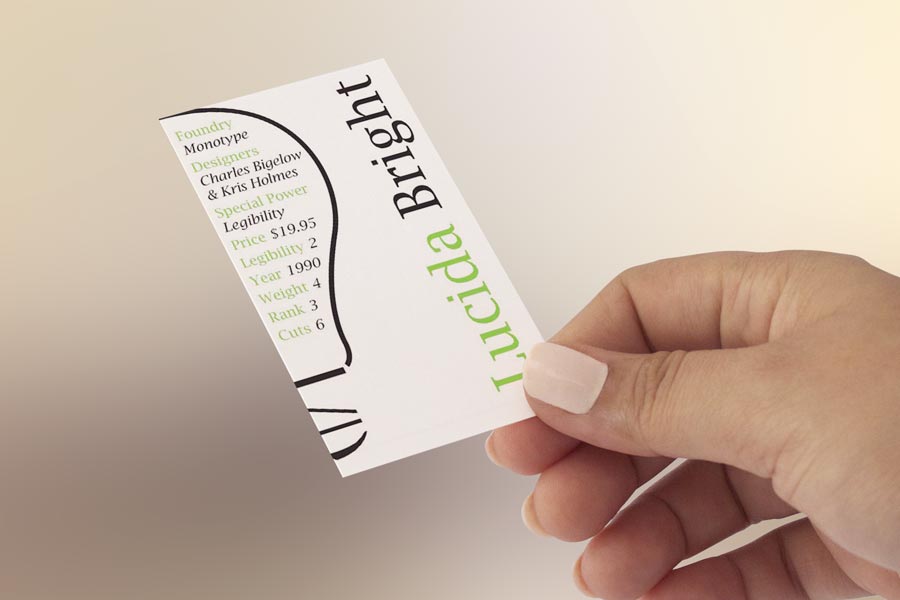 Foundry
Monotype
Designers
Charles Bigelow
& Kris Holmes
Special Power
Legibility
Price $19.95
Legibility 2
Year 1990
Weight 4
Rank 3
Cuts 6
Lucida Bright